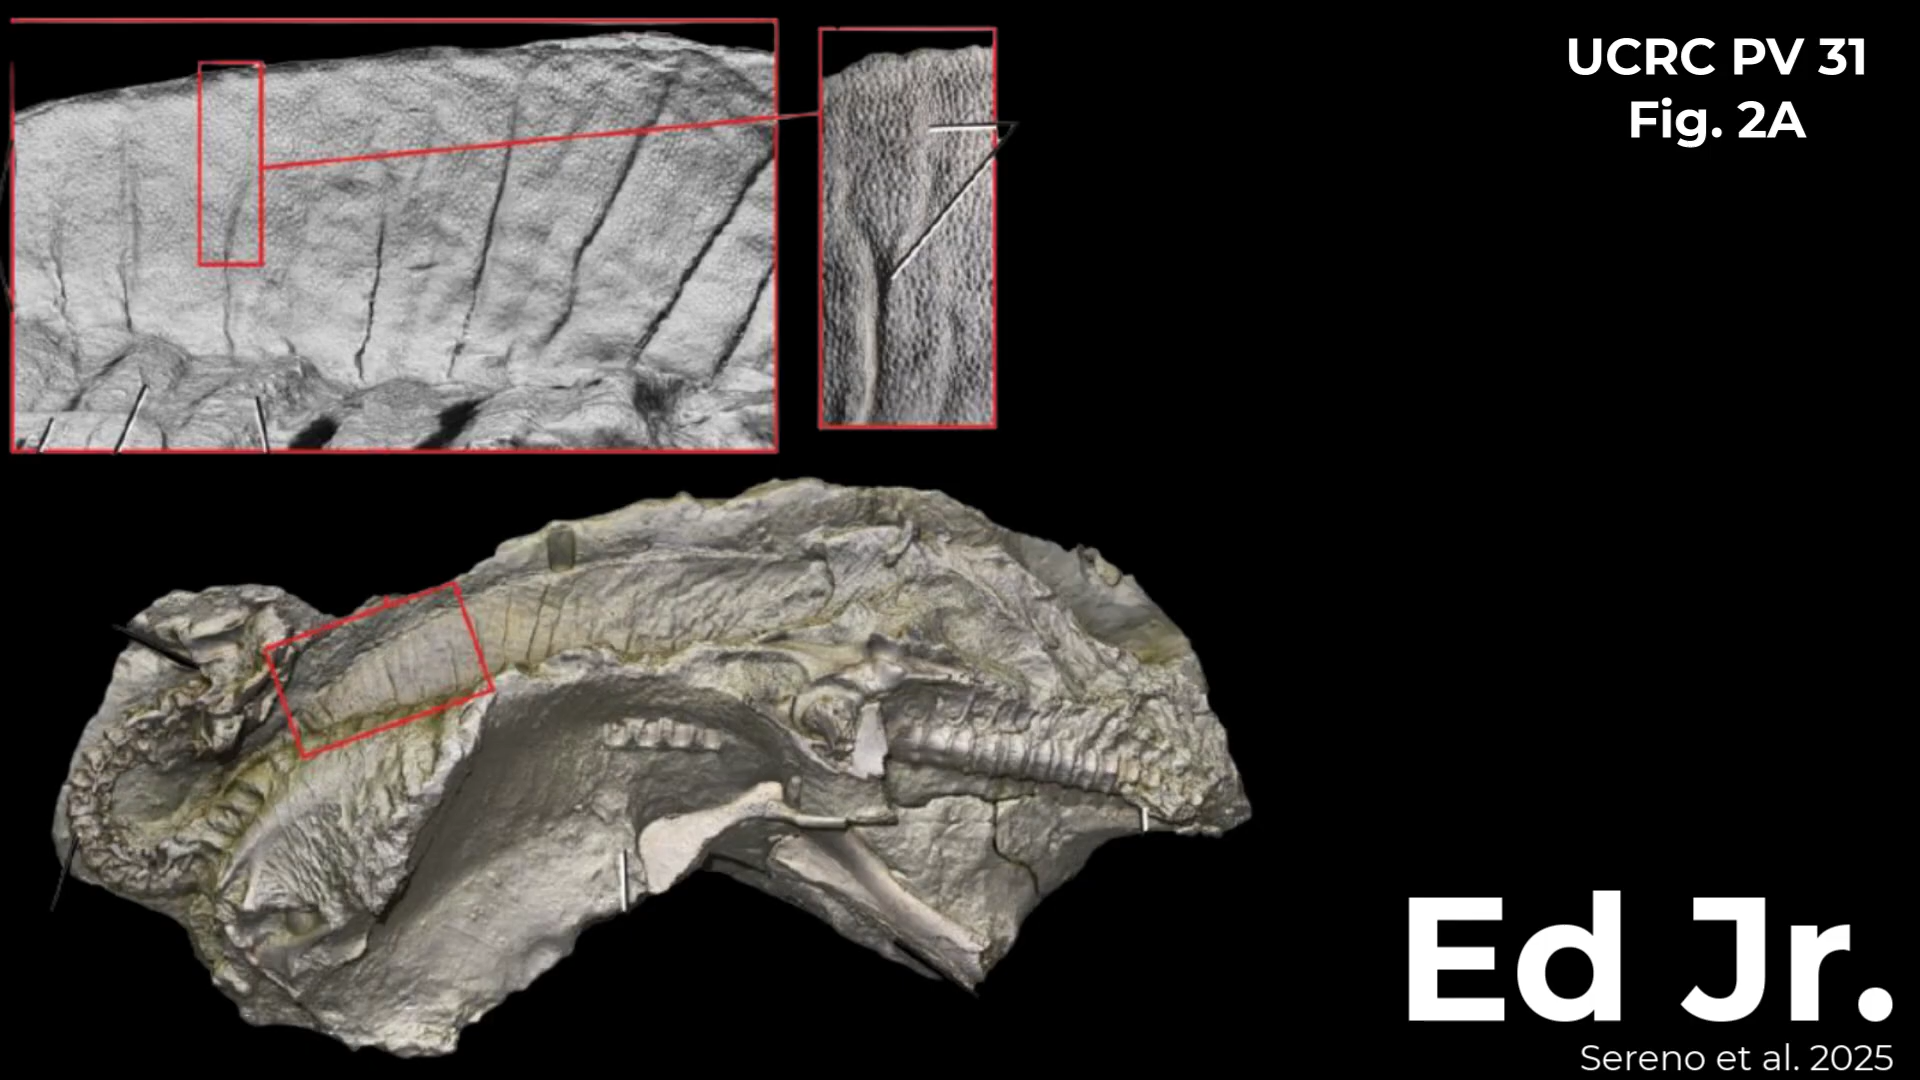 UCRC PV 31
Fig. 2A
Ed Jr.
Sereno et al. 2025